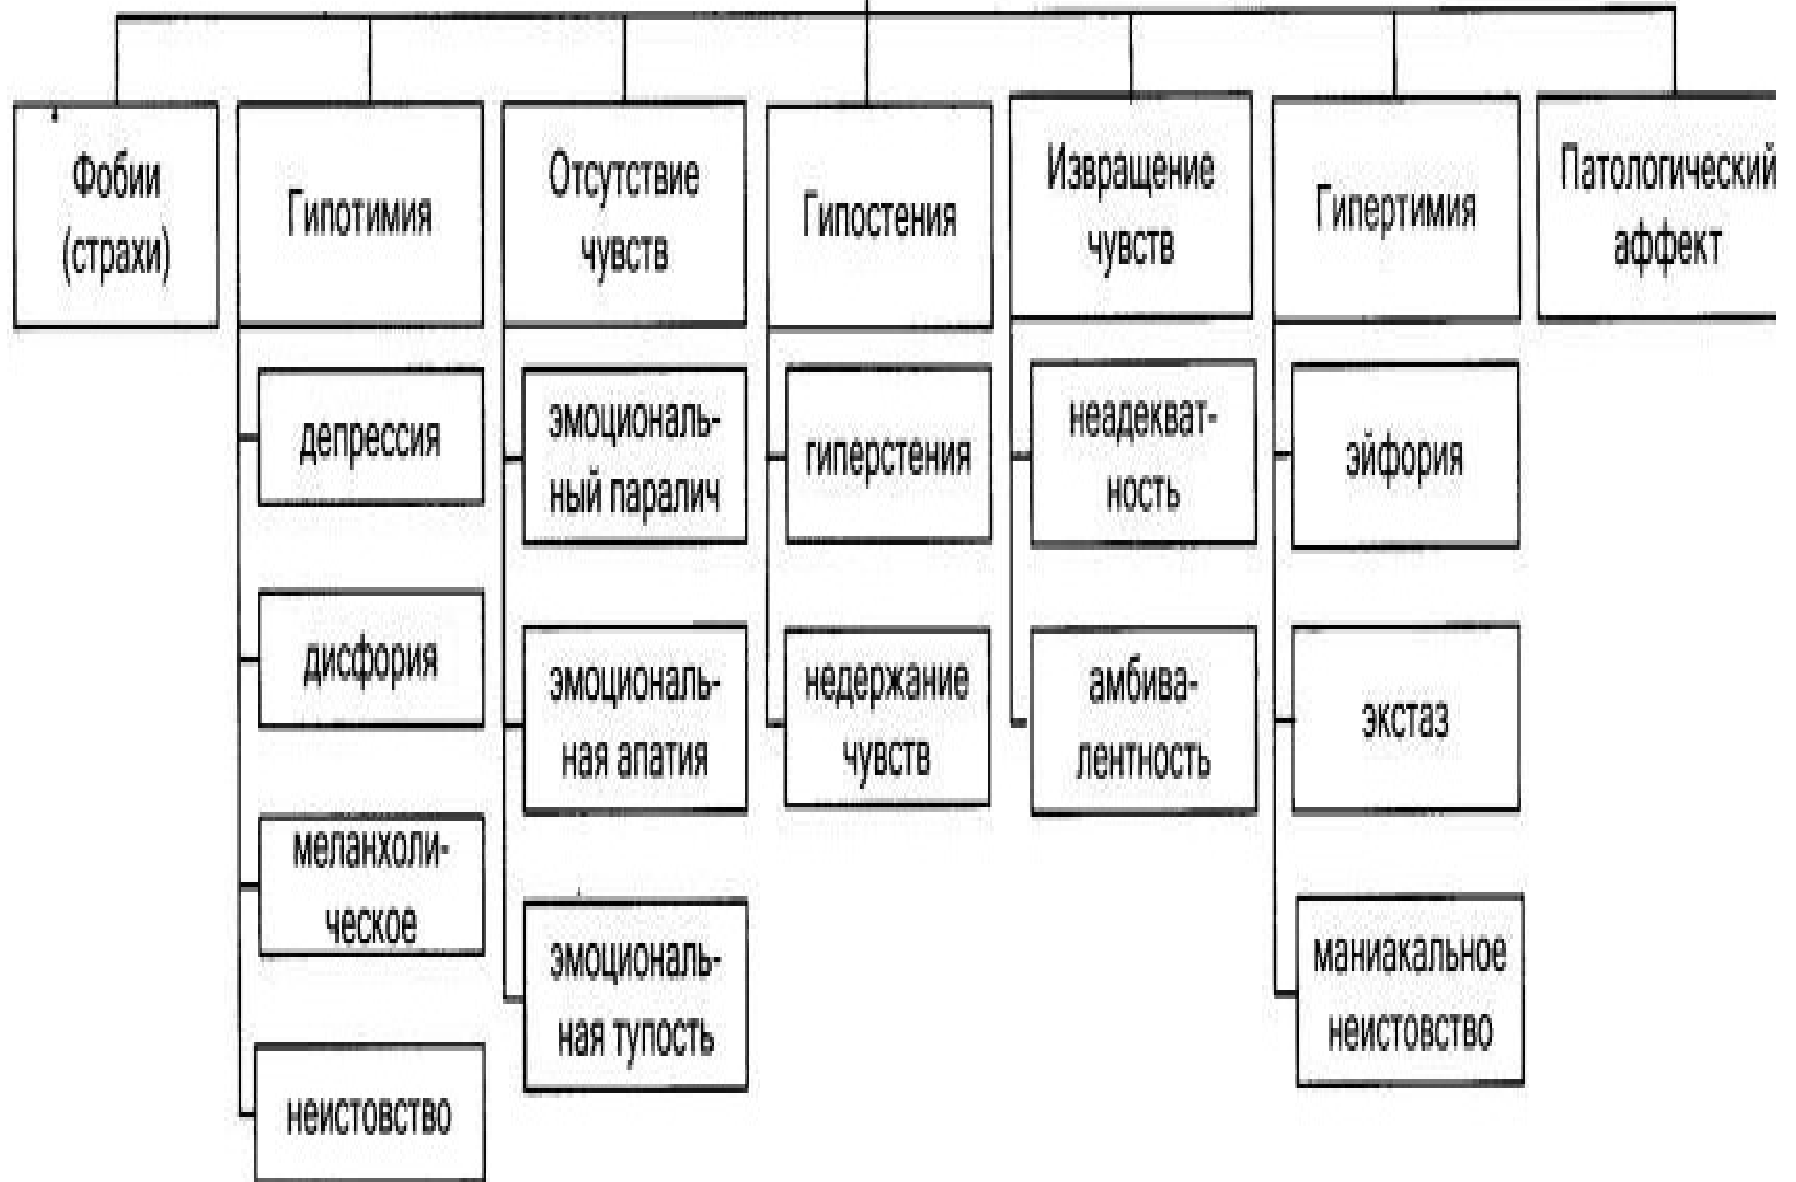 Фобии
(страхи)
Гипотимия
Отсутствие
чувств
Гипостения
Извращение
чувств
Гипертимия
Патологический
аффект
депрессия
дисфория
меланхоли-
ческое
неистовство
эмоциональ-
ный паралич
эмоциональ-
ная апатия
эмоциональ-
ная тупость
гиперстения
недержание
чувств
неадекват-
ность
амбива-
лентность
эйфория
экстаз
маниакальное
неистовство